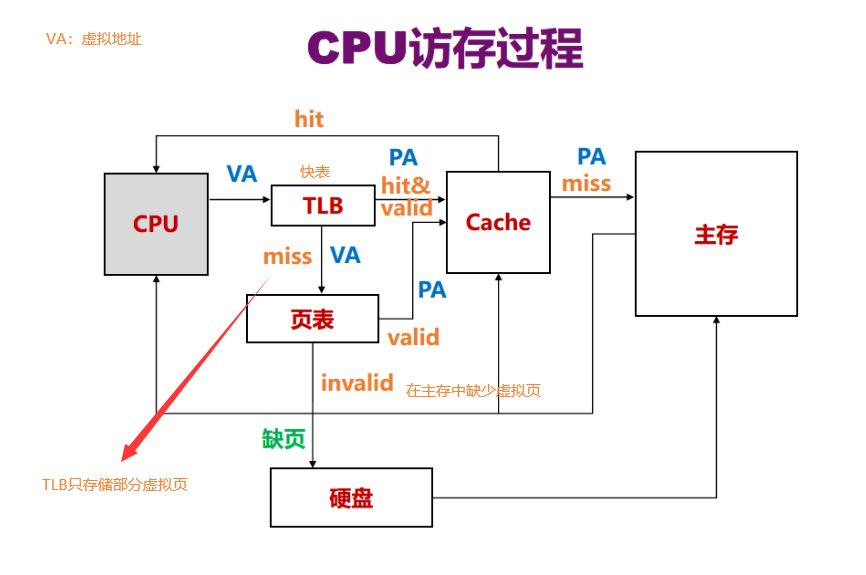 VA：虚拟地址
CPU访存过程
hit
VA
快表
PA
hit&
valid
PA
miss
CPU
TLB
Cache
主存
miss
VA
PA
页表
valid
invalid
在主存中缺少虚拟页
缺页
TLB只存储部分虚拟页
硬盘